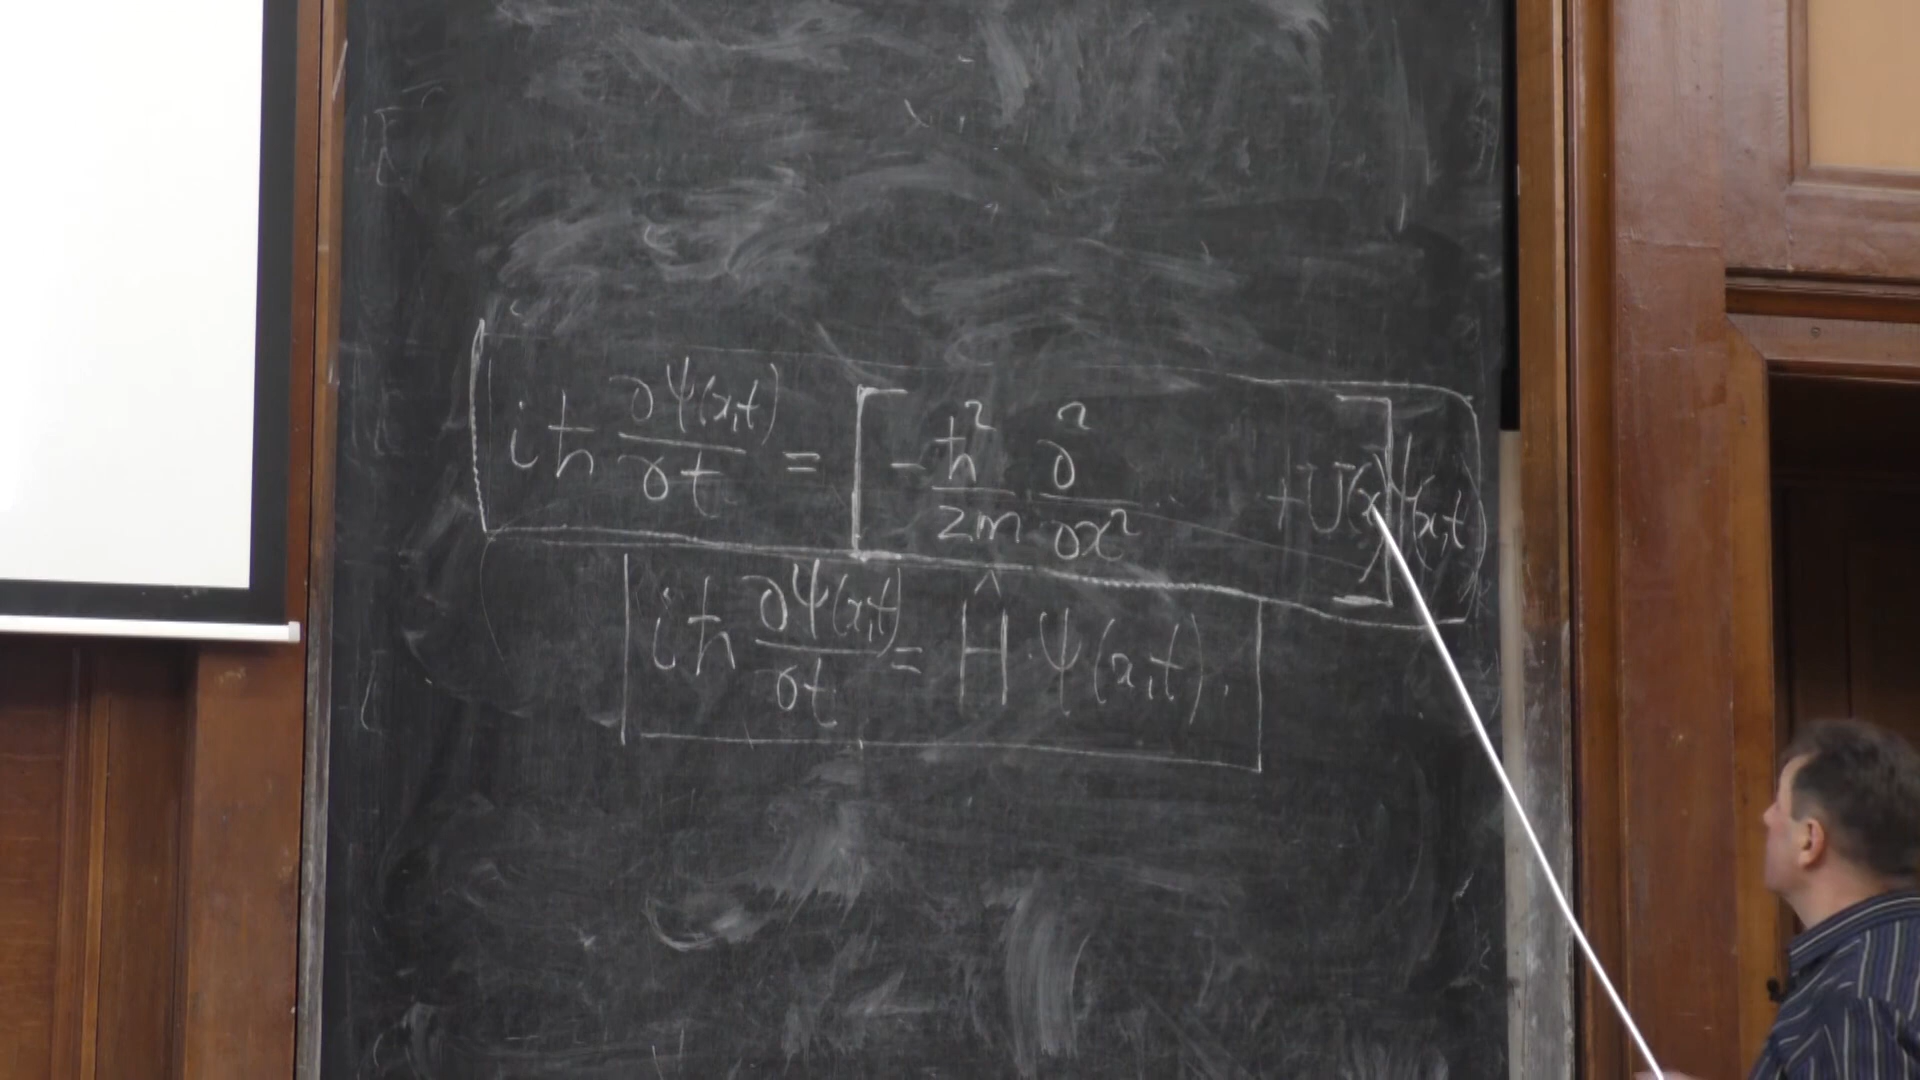 iħ ∂Ψ(x,t)/∂t = [-ħ²/2m ∂²/∂x² + U(x)] Ψ(x,t)
iħ ∂Ψ(x,t)/∂t = Ĥ·Ψ(x,t).